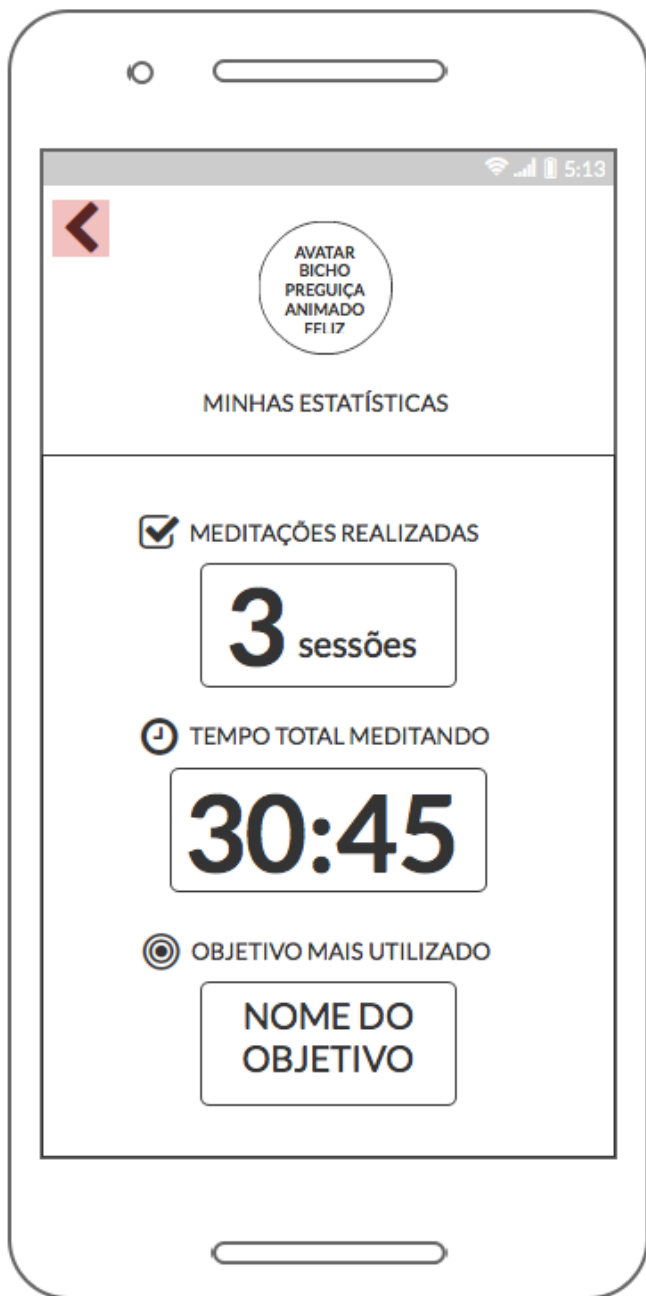 5:13
AVATAR
BICHO
PREGUIÇA
ANIMADO
FELIZ
MINHAS ESTATÍSTICAS
MEDITAÇÕES REALIZADAS
3 sessões
TEMPO TOTAL MEDITANDO
30:45
OBJETIVO MAIS UTILIZADO
NOME DO
OBJETIVO